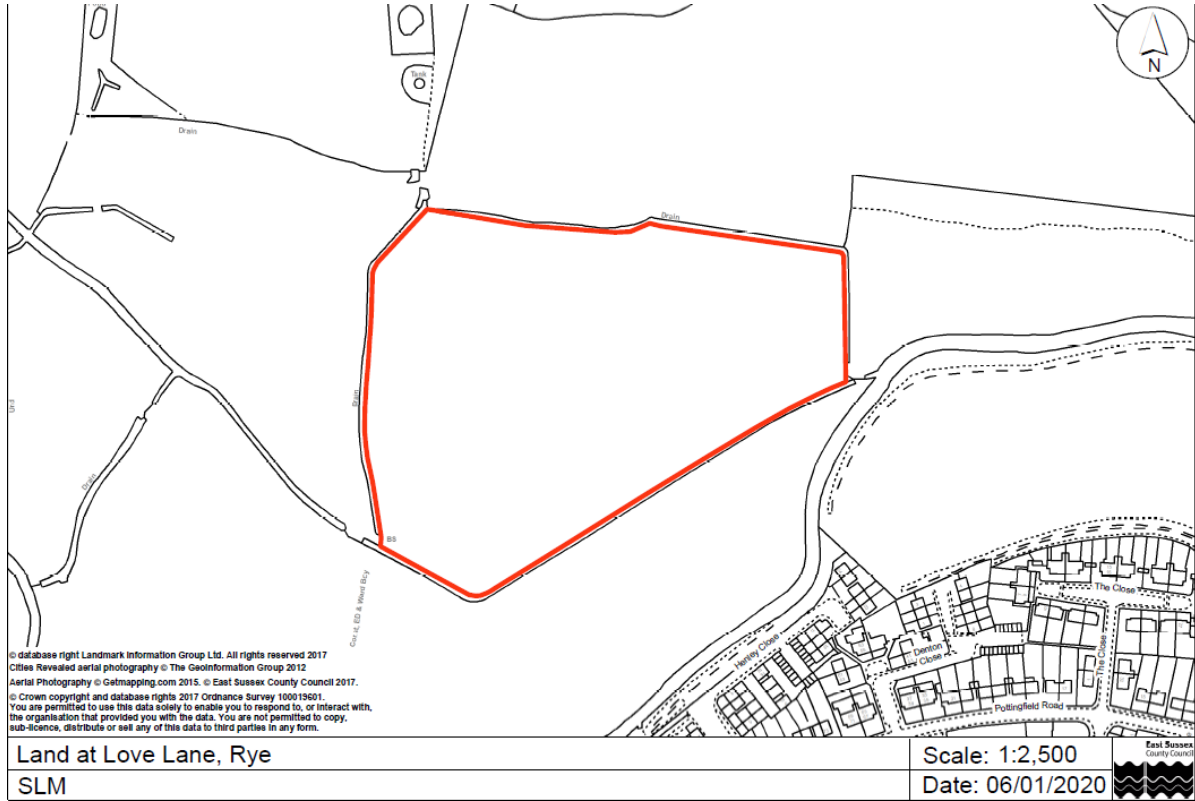 N
Tank
Drain
Drain
Drain
Drain
BS
The Close
The Close
Henley Close
Denton
Close
Pottingfield Road
© database right Landmark Information Group Ltd. All rights reserved 2017
Cities Revealed aerial photography © The GeoInformation Group 2012
Aerial Photography © Getmapping.com 2015. © East Sussex County Council 2017.
© Crown copyright and database rights 2017 Ordnance Survey 100019601.
You are permitted to use this data solely to enable you to respond to, or interact with,
the organisation that provided you with the data. You are not permitted to copy,
sub-licence, distribute or sell any of this data to third parties in any form.
Land at Love Lane, Rye
Scale: 1:2,500
East Sussex
County Council
SLM
Date: 06/01/2020